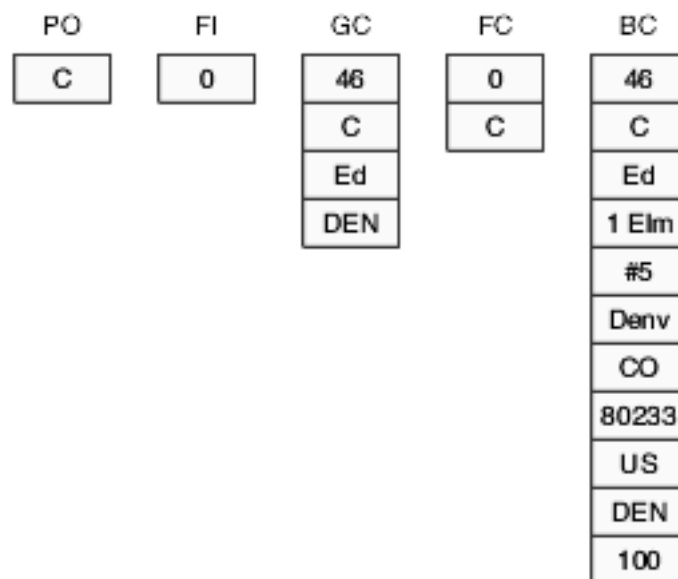 PO FI GC FC BC
C 0 46 0 46
C C C
Ed Ed
DEN 1 Elm
#5
Denv
CO
80233
US
DEN
100